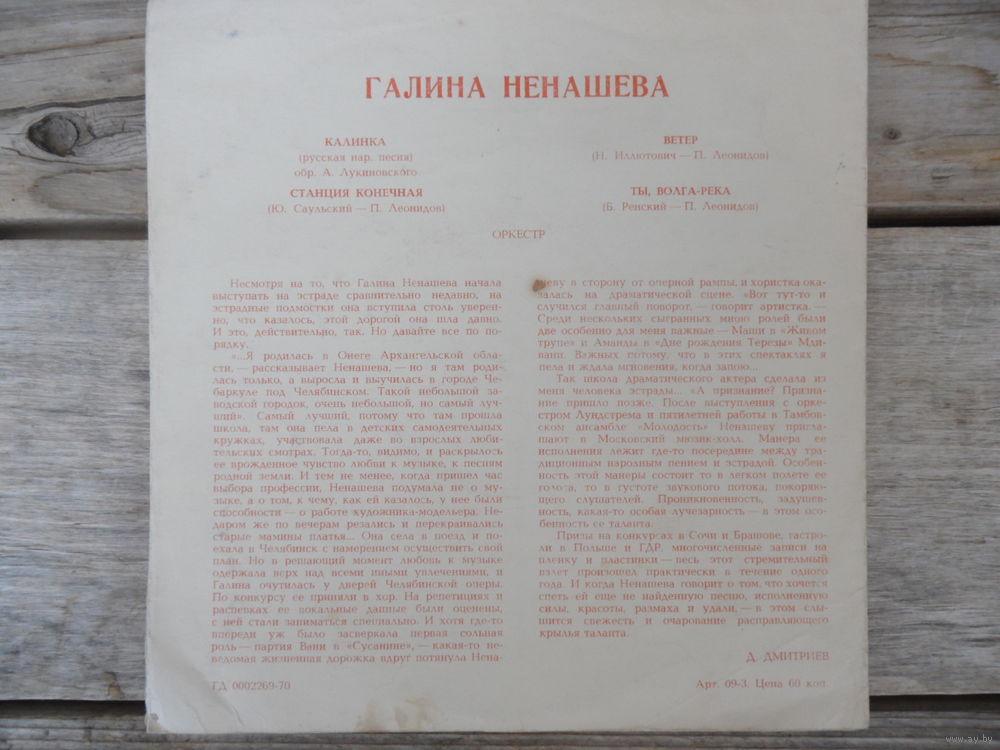 ГАЛИНА НЕНАШЕВА
КАЛИНКА
(русская нар. песня)
обр. А. Лукиновского
СТАНЦИЯ КОНЕЧНАЯ
(Ю. Саульский — П. Леонидов)
ВЕТЕР
(Н. Иллютович — П. Леонидов)
ТЫ, ВОЛГА-РЕКА
(Б. Ренский — П. Леонидов)
ОРКЕСТР
Несмотря на то, что Галина Ненашева начала
выступать на эстраде сравнительно недавно, на
эстрадные подмостки она вступила столь уверен-
но, что казалось, этой дорогой она шла давно.
И это, действительно, так. Но давайте все по по-
рядку.
«...Я родилась в Онеге Архангельской обла-
сти, — рассказывает Ненашева, — но я там роди-
лась только, а выросла и выучилась в городе Че-
баркуле под Челябинском. Такой небольшой за-
водской городок, очень небольшой, но самый луч-
ший». Самый лучший, потому что там прошла
школа, там она пела в детских самодеятельных
кружках, участвовала даже во взрослых люби-
тельских смотрах. Тогда-то, видимо, и раскрылось
ее врожденное чувство любви к музыке, к песням
родной земли. И тем не менее, когда пришел час
выбора профессии, Ненашева подумала не о му-
зыке, а о том, к чему, как ей казалось, у нее были
способности — о работе художника-модельера. Не-
даром же по вечерам резались и перекраивались
старые мамины платья... Она села в поезд и по-
ехала в Челябинск с намерением осуществить свой
план. Но в решающий момент любовь к музыке
одержала верх над всеми иными увлечениями, и
Галина очутилась у дверей Челябинской оперы.
По конкурсу ее приняли в хор. На репетициях и
распевках ее вокальные данные были оценены,
с ней стали заниматься специально. И хотя где-то
впереди уж было засверкала первая сольная
роль — партия Вани в «Сусанине», — какая-то не-
ведомая жизненная дорожка вдруг потянула Нена-
шеву в сторону от оперной рампы, и хористка ока-
залась на драматической сцене. «Вот тут-то и
случился главный поворот, — говорит артистка. —
Среди нескольких сыгранных мною ролей были
две особенно для меня важные — Маши в «Живом
трупе» и Аманды в «Дне рождения Терезы» Мди-
вани. Важных потому, что в этих спектаклях я
пела и ждала мгновения, когда запою...
Так школа драматического актера сделала из
меня человека эстрады... «А признание? Призна-
ние пришло позже. После выступления с орке-
стром Лундстрема и пятилетней работы в Тамбов-
ском ансамбле «Молодость» Ненашеву пригла-
шают в Московский мюзик-холл. Манера ее
исполнения лежит где-то посередине между тра-
диционным народным пением и эстрадой. Особен-
ность этой манеры состоит то в легком полете ее
голоса, то в густоте звукового потока, покоряю-
щего слушателей. Проникновенность, задушев-
ность, какая-то особая лучезарность — в этом осо-
бенность ее таланта.
Призы на конкурсах в Сочи и Брашове, гастро-
ли в Польше и ГДР, многочисленные записи на
пленку и пластинки — весь этот стремительный
взлет произошел практически в течение одного
года. И когда Ненашева говорит о том, что хочется
спеть ей еще не найденную песню, исполненную
силы, красоты, размаха и удали, — в этом слы-
шится свежесть и очарование расправляющего
крылья таланта.
Д. ДМИТРИЕВ
ГД 0002269-70
Арт. 09-3. Цена 60 коп.
www.ay.by